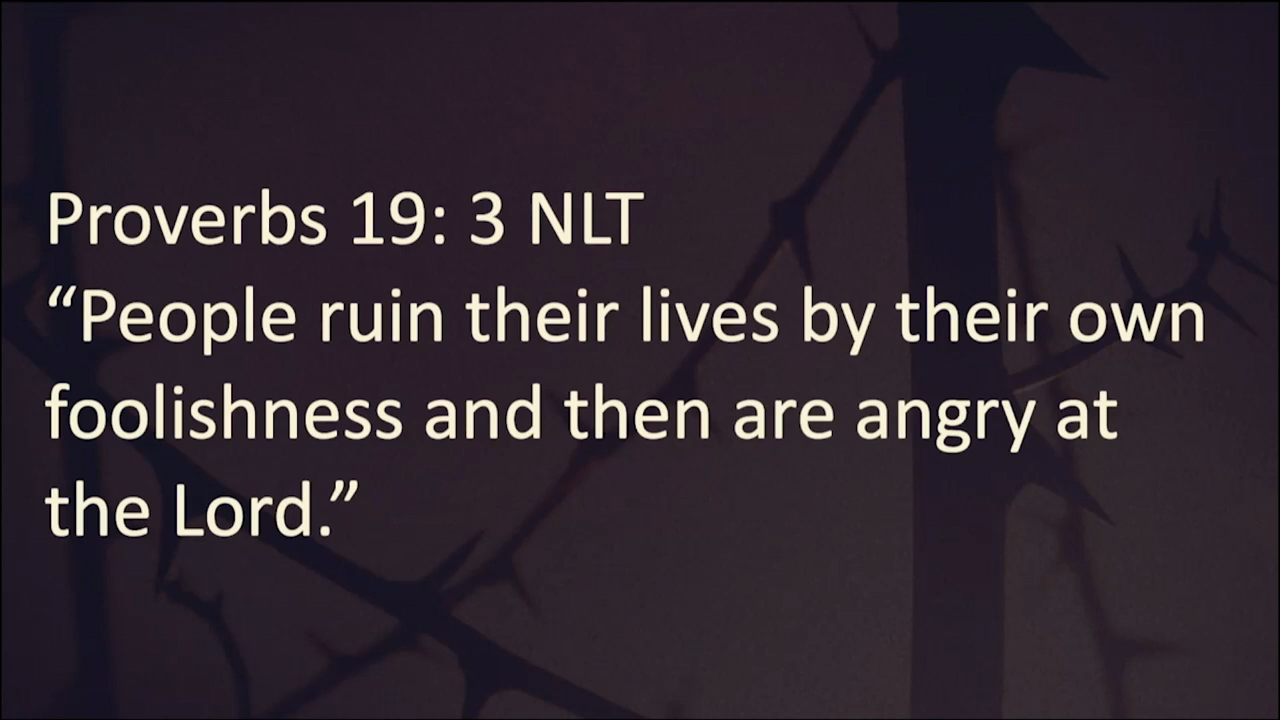 Proverbs 19: 3 NLT
“People ruin their lives by their own
foolishness and then are angry at
the Lord.”